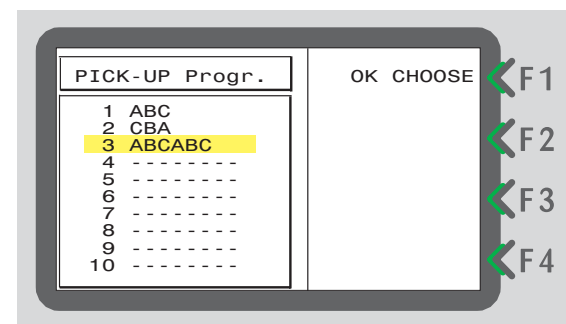 PICK-UP Progr.
OK CHOOSE
F1
1 ABC
2 CBA
F2
3 ABCABC
4 - - - - - - - -
5 - - - - - - - -
6 - - - - - - - -
F3
7 - - - - - - - -
8 - - - - - - - -
9 - - - - - - - -
10 - - - - - - - -
F4